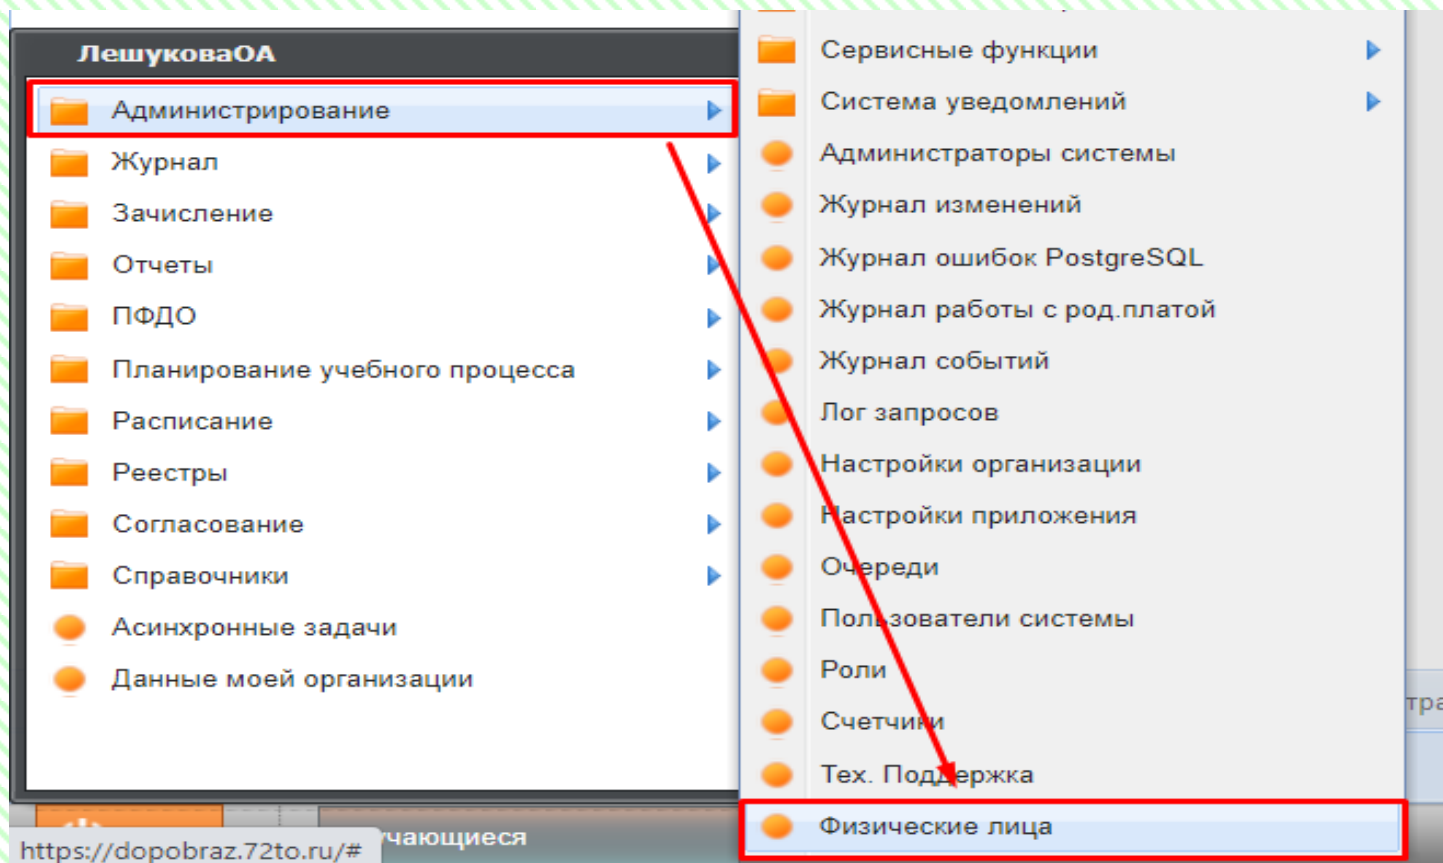 ЛешуковаОА
Администрирование
Журнал
Зачисление
Отчеты
ПФДО
Планирование учебного процесса
Расписание
Реестры
Согласование
Справочники
Асинхронные задачи
Данные моей организации
Сервисные функции
Система уведомлений
Администраторы системы
Журнал изменений
Журнал ошибок PostgreSQL
Журнал работы с род.платой
Журнал событий
Лог запросов
Настройки организации
Настройки приложения
Очереди
Пользователи системы
Роли
Счетчики
Тех. Поддержка
Физические лица
тра
чающиеся
https://dopobraz.72to.ru/#